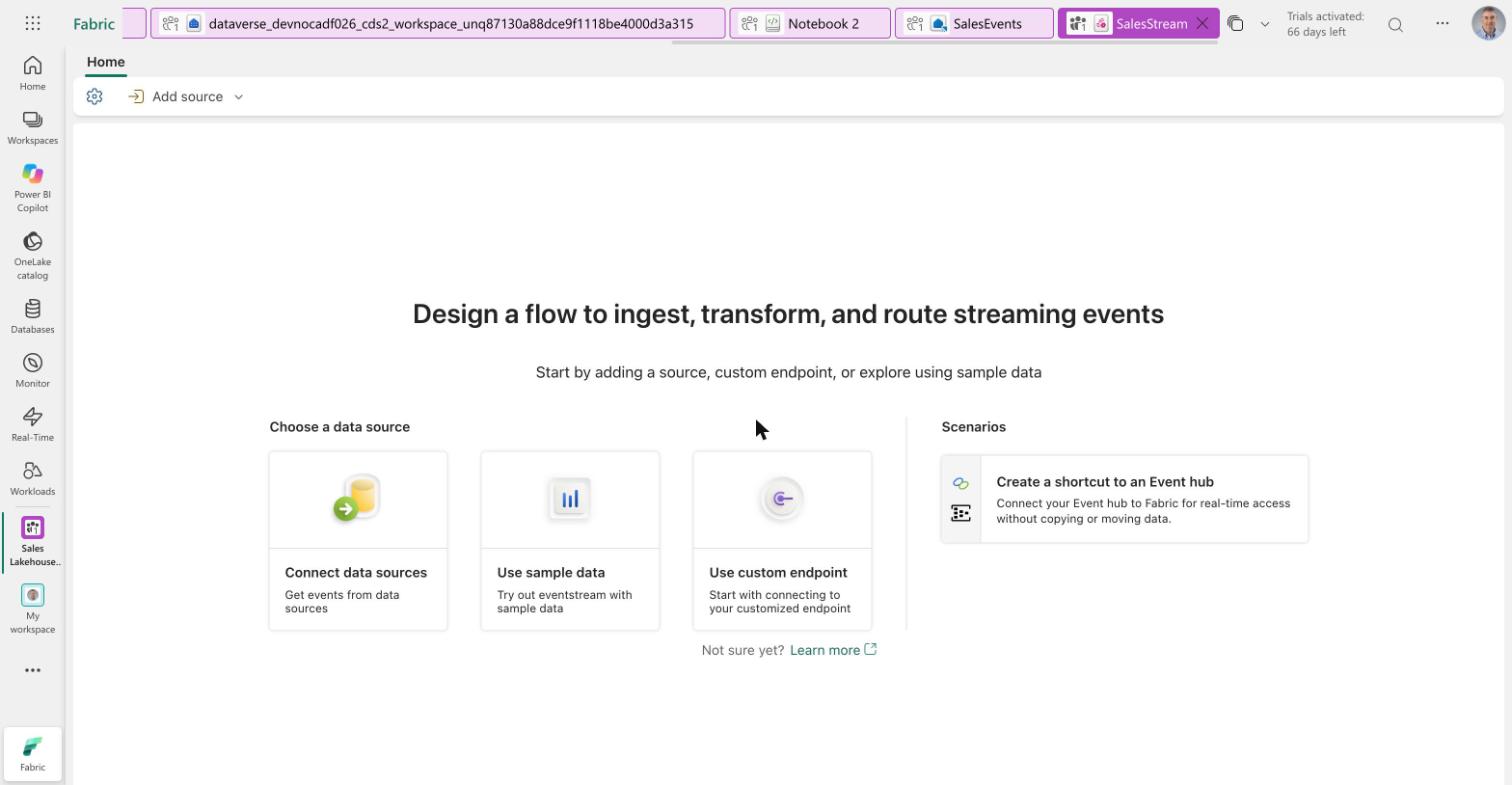 Fabric
dataverse_devnocadf026_cds2_workspace_unq87130a88dce9f1118be4000d3a315
Notebook 2
SalesEvents
SalesStream
Trials activated:
66 days left
Home
Home
Workspaces
Power BI
Copilot
OneLake
catalog
Databases
Monitor
Real-Time
Workloads
Sales
Lakehouse..
My
workspace
Fabric
Add source
Design a flow to ingest, transform, and route streaming events
Start by adding a source, custom endpoint, or explore using sample data
Choose a data source
Connect data sources
Get events from data
sources
Use sample data
Try out eventstream with
sample data
Use custom endpoint
Start with connecting to
your customized endpoint
Not sure yet? Learn more
Scenarios
Create a shortcut to an Event hub
Connect your Event hub to Fabric for real-time access
without copying or moving data.